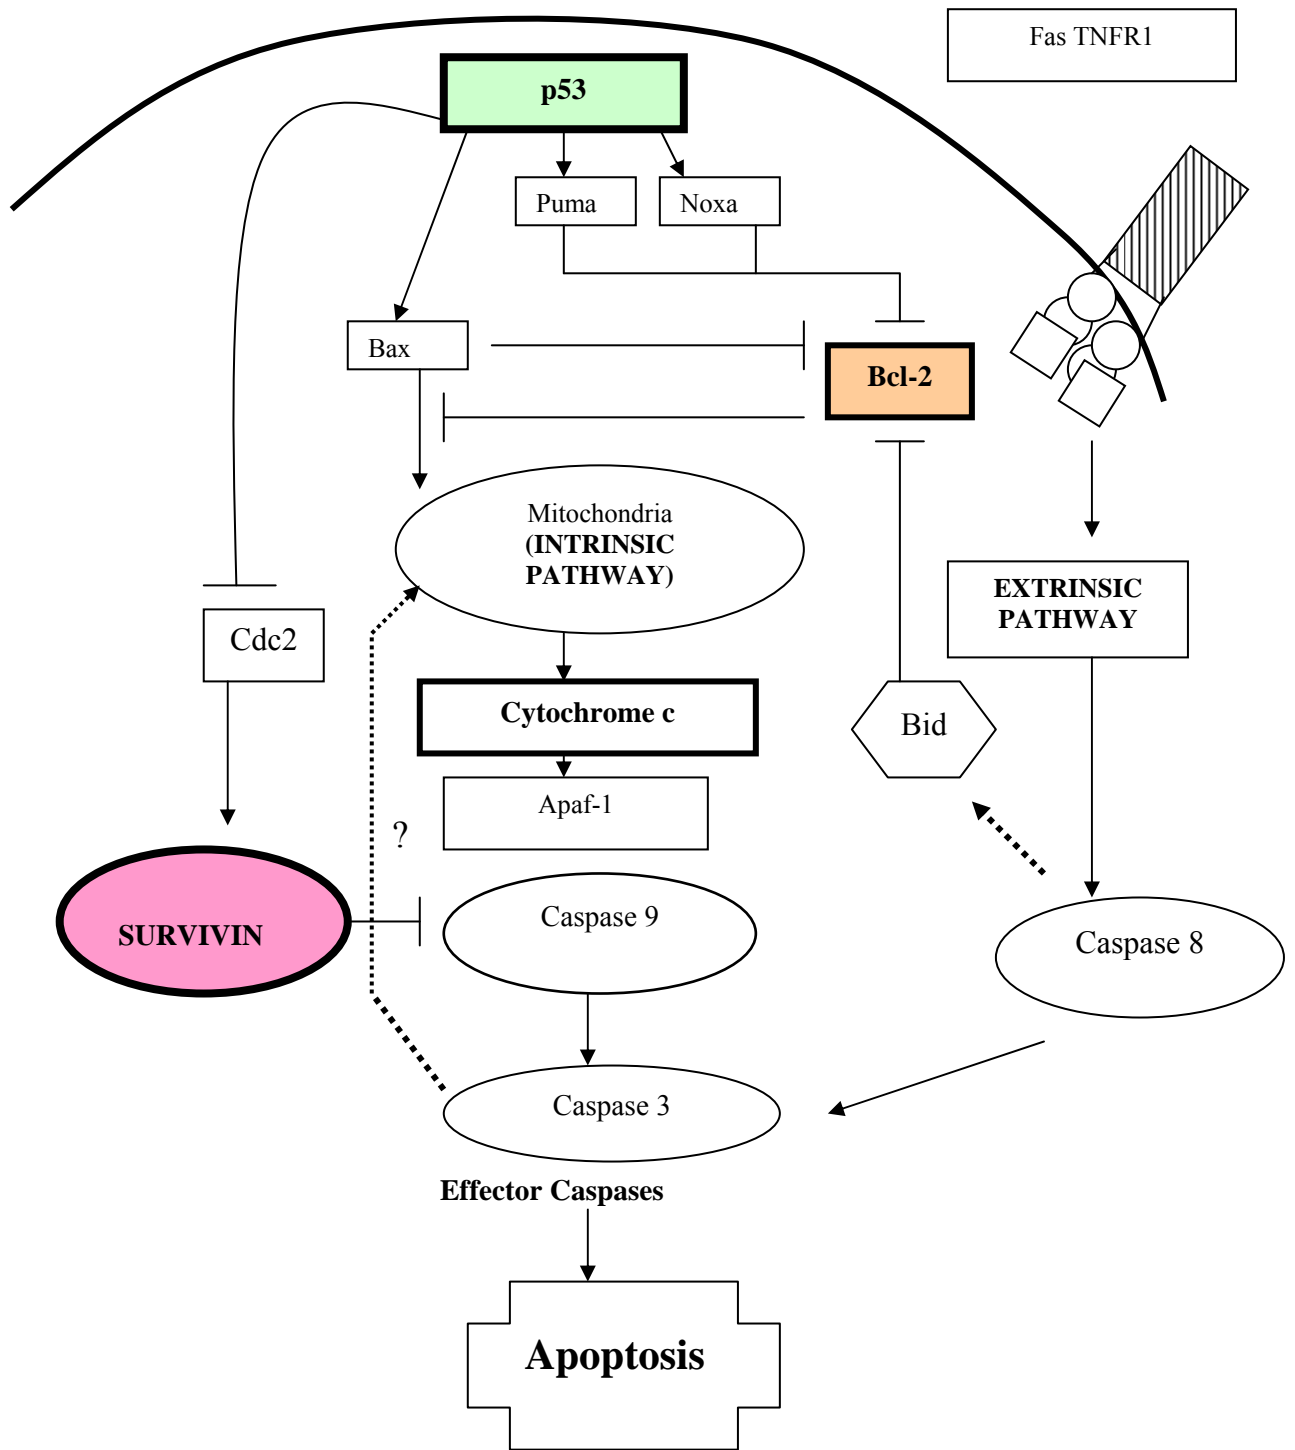 Fas TNFR1
p53
Puma
Noxa
Bax
Bcl-2
Mitochondria
(INTRINSIC
PATHWAY)
EXTRINSIC
PATHWAY
Cdc2
Cytochrome c
Bid
Apaf-1
?
SURVIVIN
Caspase 9
Caspase 8
Caspase 3
Effector Caspases
Apoptosis